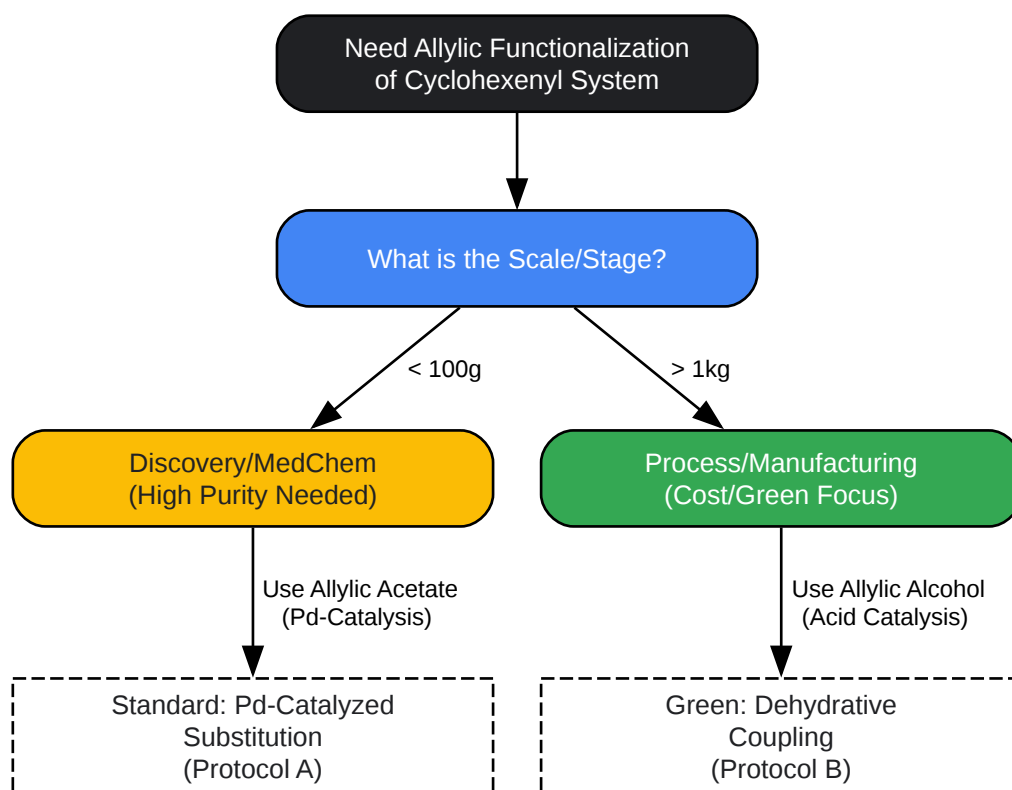 Need Allylic Functionalization
of Cyclohexenyl System
What is the Scale/Stage?
< 100g
> 1kg
Discovery/MedChem
(High Purity Needed)
Process/Manufacturing
(Cost/Green Focus)
Use Allylic Acetate
(Pd-Catalysis)
Use Allylic Alcohol
(Acid Catalysis)
Standard: Pd-Catalyzed
Substitution
(Protocol A)
Green: Dehydrative
Coupling
(Protocol B)